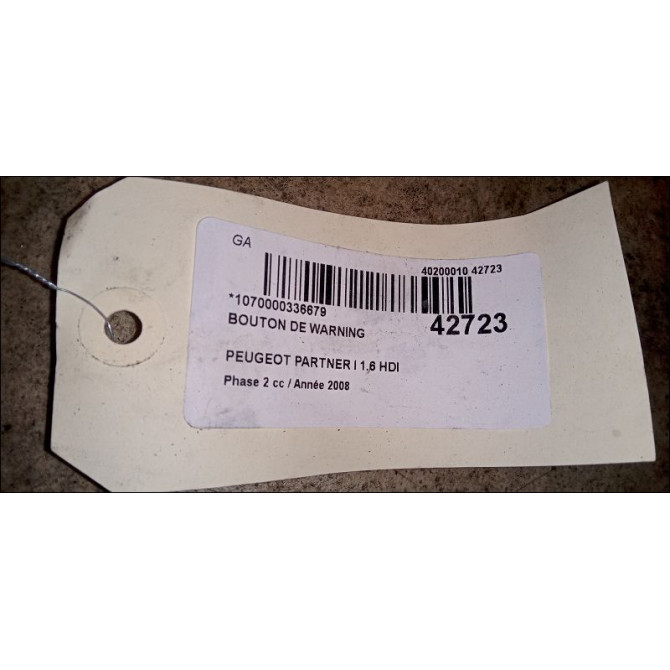 GA
40200010 42723
*1070000336679
BOUTON DE WARNING
42723
PEUGEOT PARTNER I 1,6 HDI
Phase 2 cc / Année 2008